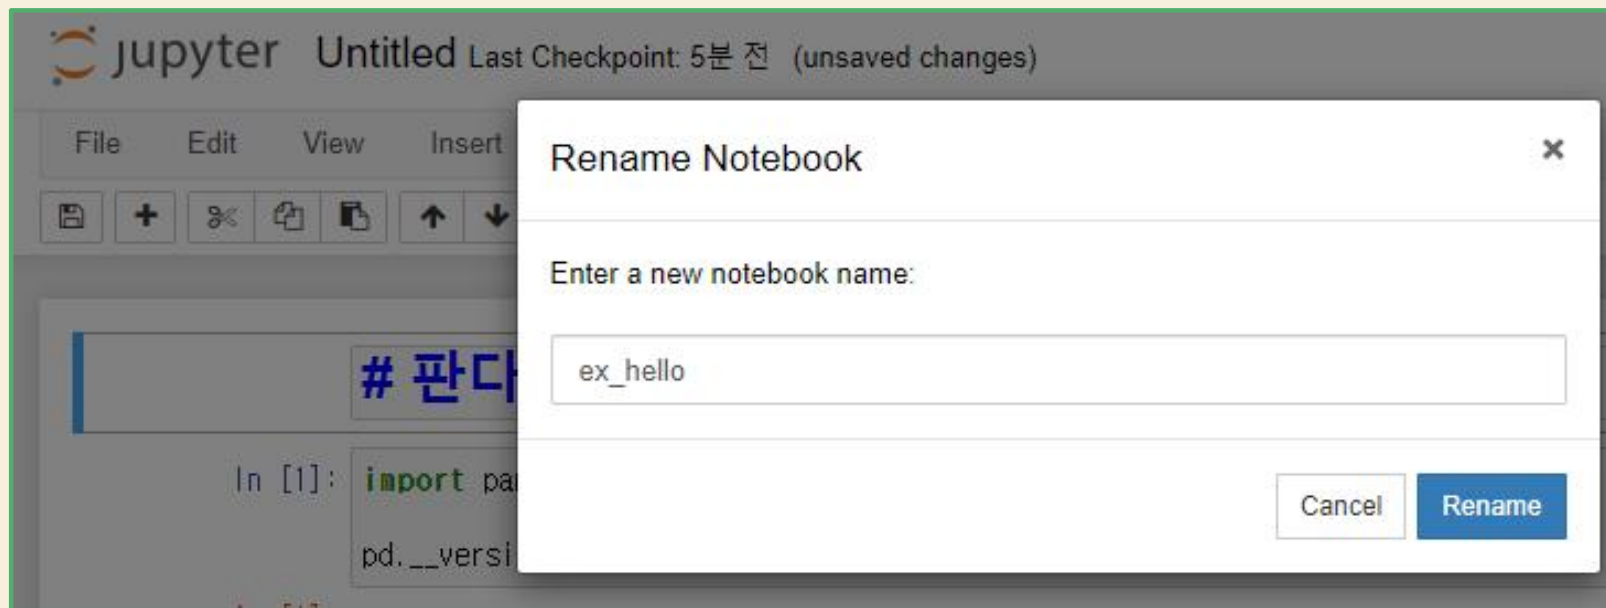 jupyter Untitled Last Checkpoint: 5분 전 (unsaved changes)
File Edit View Insert
Rename Notebook
Enter a new notebook name:
# 판다
ex_hello
In [1]: import
pd.__versi
Cancel Rename